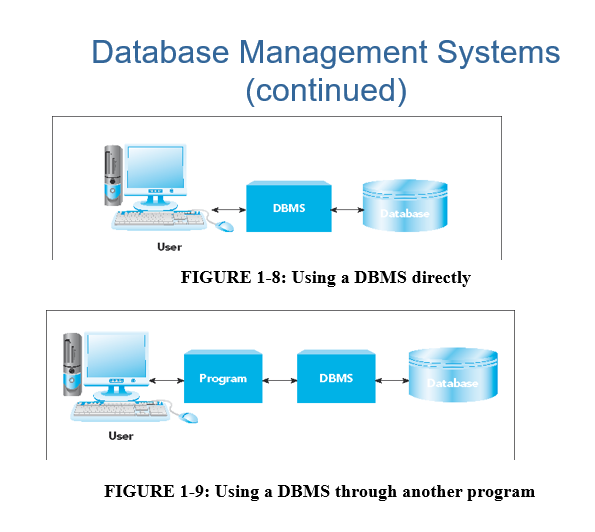 Database Management Systems
(continued)
DBMS
Database
User
FIGURE 1-8: Using a DBMS directly
Program
DBMS
Database
User
FIGURE 1-9: Using a DBMS through another program